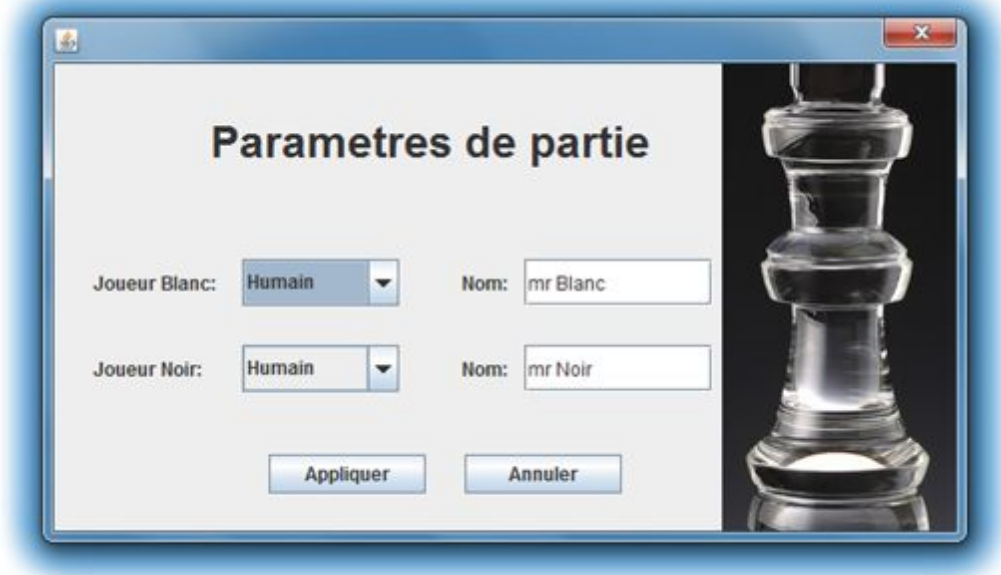 Parametres de partie
Joueur Blanc: Humain Nom: mr Blanc
Joueur Noir: Humain Nom: mr Noir
Appliquer Annuler